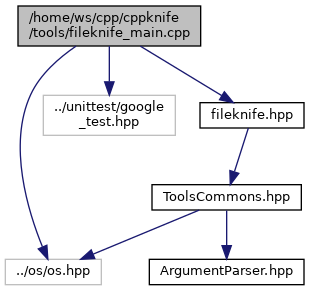 /home/ws/cpp/cppknife
/tools/fileknife_main.cpp
../unittest/google
_test.hpp
fileknife.hpp
ToolsCommons.hpp
../os/os.hpp
ArgumentParser.hpp